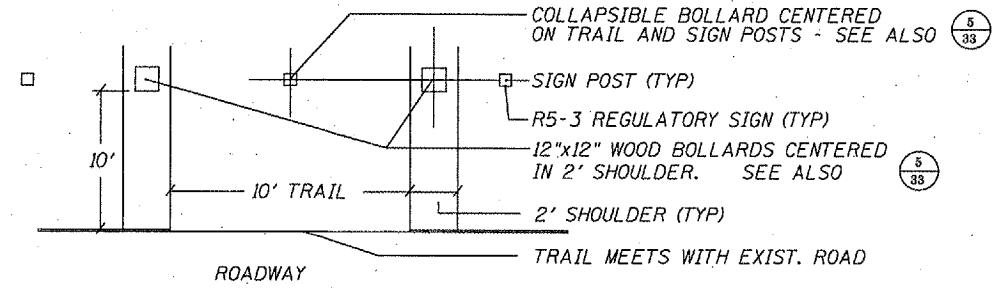 COLLAPSIBLE BOLLARD CENTERED
ON TRAIL AND SIGN POSTS - SEE ALSO
5
33
SIGN POST (TYP)
R5-3 REGULATORY SIGN (TYP)
12"x12" WOOD BOLLARDS CENTERED
IN 2' SHOULDER. SEE ALSO
5
33
10'
10' TRAIL
2' SHOULDER (TYP)
TRAIL MEETS WITH EXIST. ROAD
ROADWAY